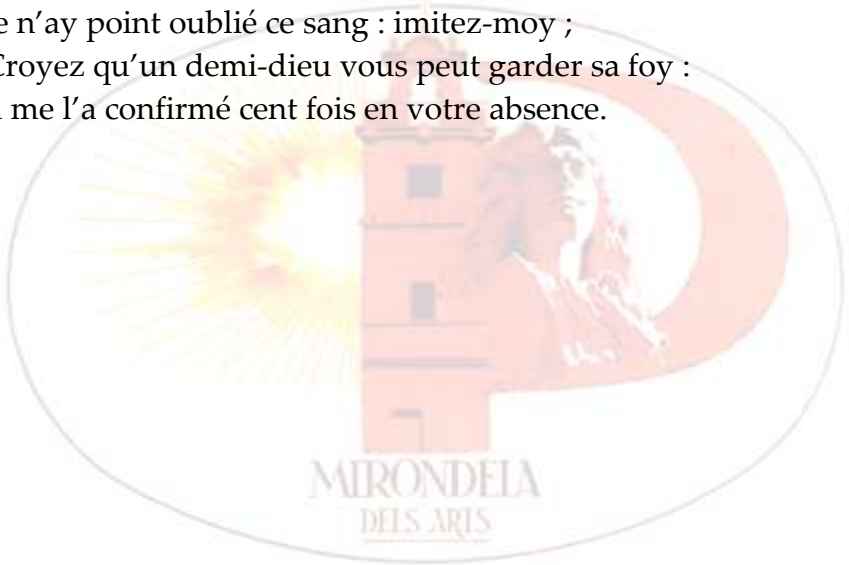 e n’ay point oublié ce sang : imitez-moy ;
Croyez qu’un demi-dieu vous peut garder sa foy :
l me l’a confirmé cent fois en votre absence.
MIRONDELA
DELS ARTS